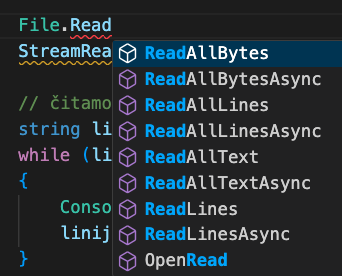 File.Read
StreamRea
ReadAllBytes
ReadAllBytesAsync
// čitamo
ReadAllLines
string li
ReadAllLinesAsync
while (li
ReadAllText
{
ReadAllTextAsync
Conso
ReadLines
linij
ReadLinesAsync
}
OpenRead